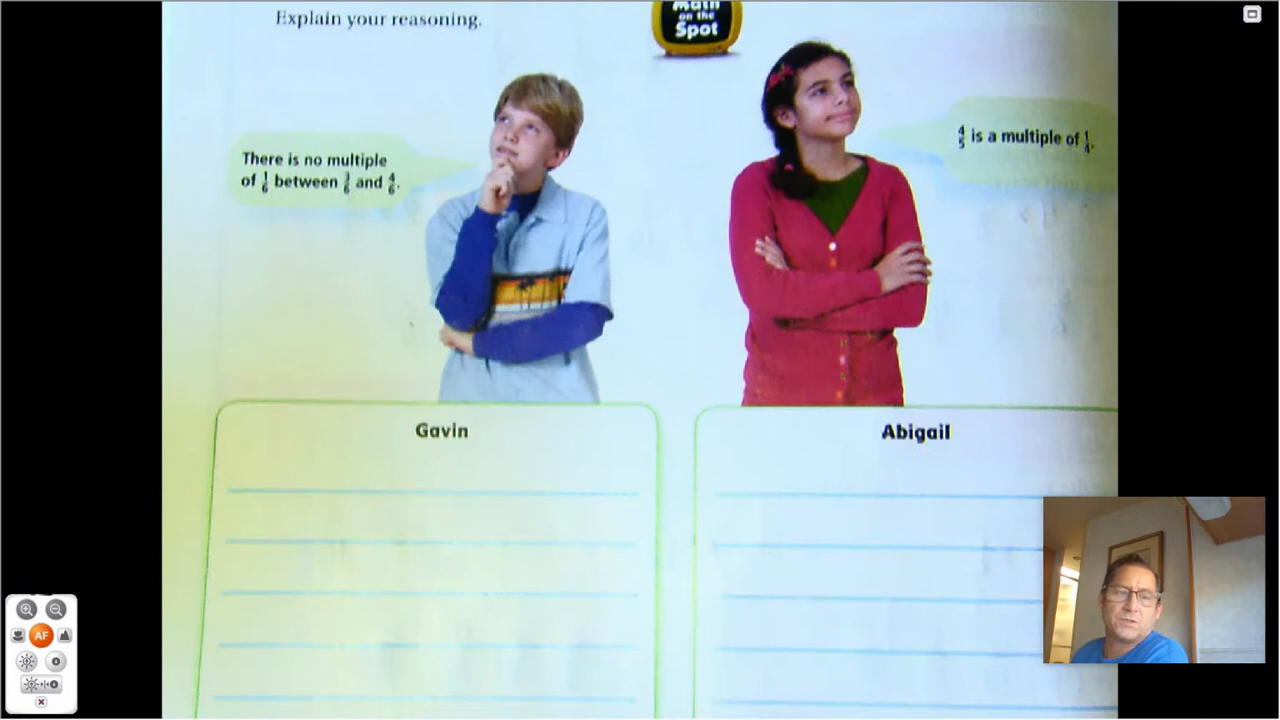 Explain your reasoning.
Math
on the
Spot
There is no multiple
of 1/6 between 3/6 and 4/6.
4/5 is a multiple of 1/4.
Gavin
Abigail
AF